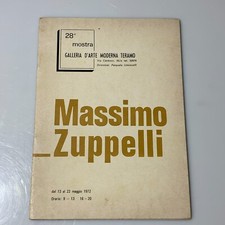 28°
mostra
GALLERIA D'ARTE MODERNA TERAMO
Massimo
Zuppelli
dal 13 al 23 maggio 1972
Orario: 9 - 13 16 - 20